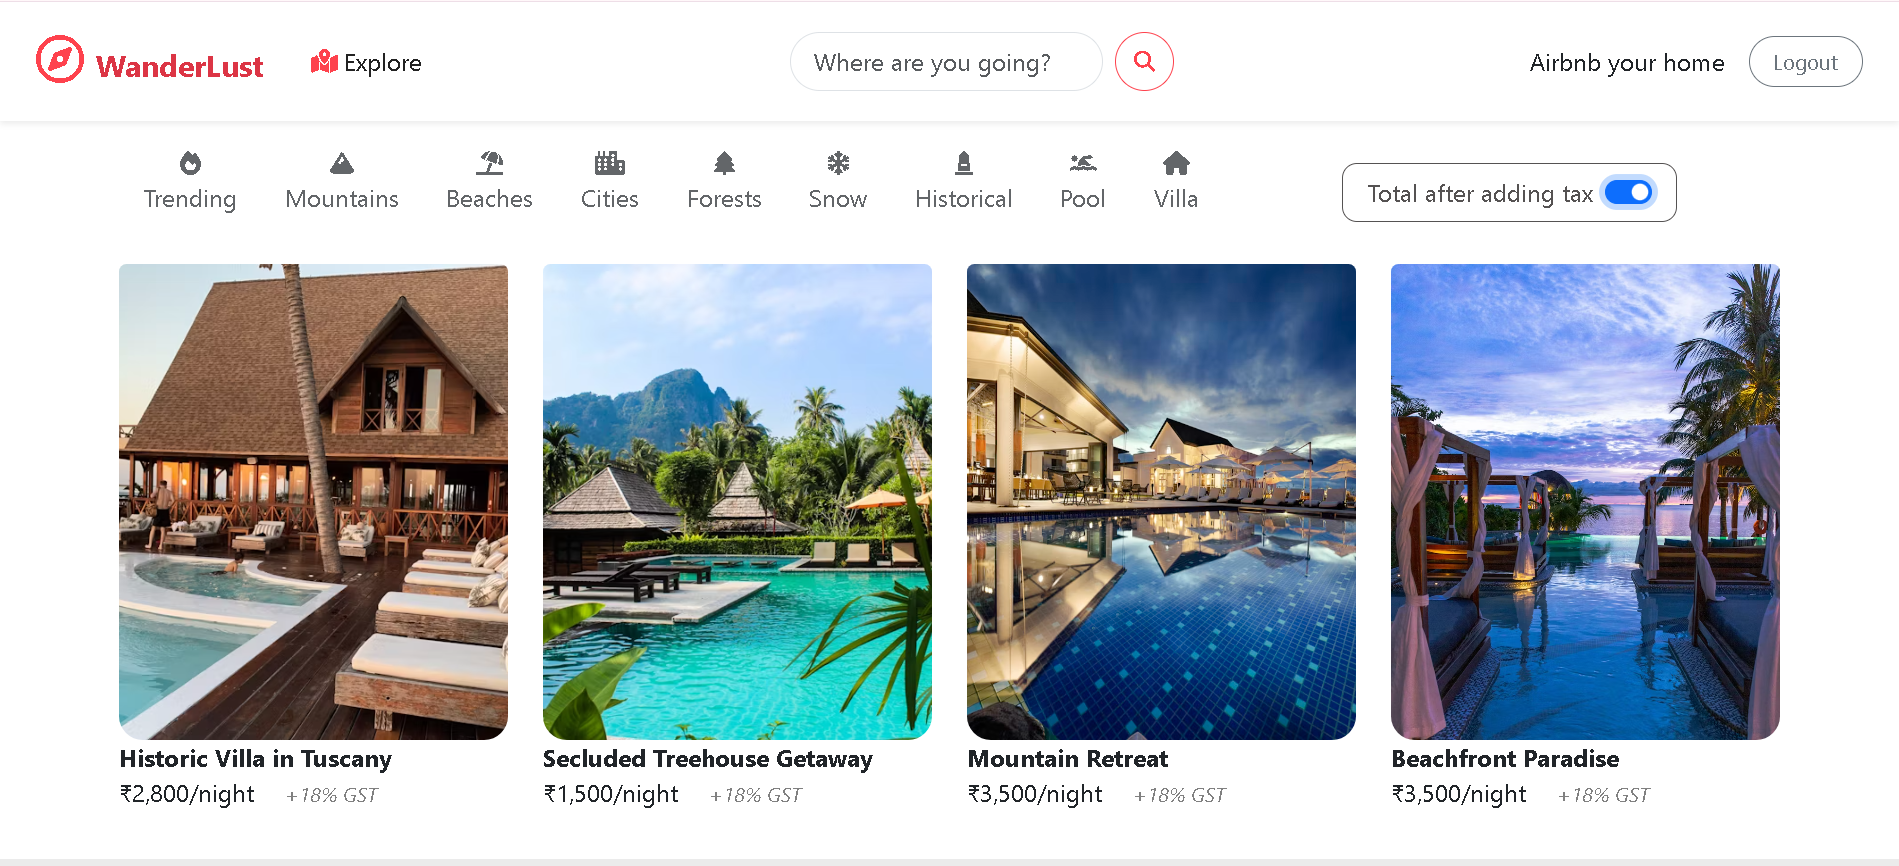 WanderLust
Explore
Where are you going?
Airbnb your home
Logout
Trending
Mountains
Beaches
Cities
Forests
Snow
Historical
Pool
Villa
Total after adding tax
Historic Villa in Tuscany
₹2,800/night +18% GST
Secluded Treehouse Getaway
₹1,500/night +18% GST
Mountain Retreat
₹3,500/night +18% GST
Beachfront Paradise
₹3,500/night +18% GST